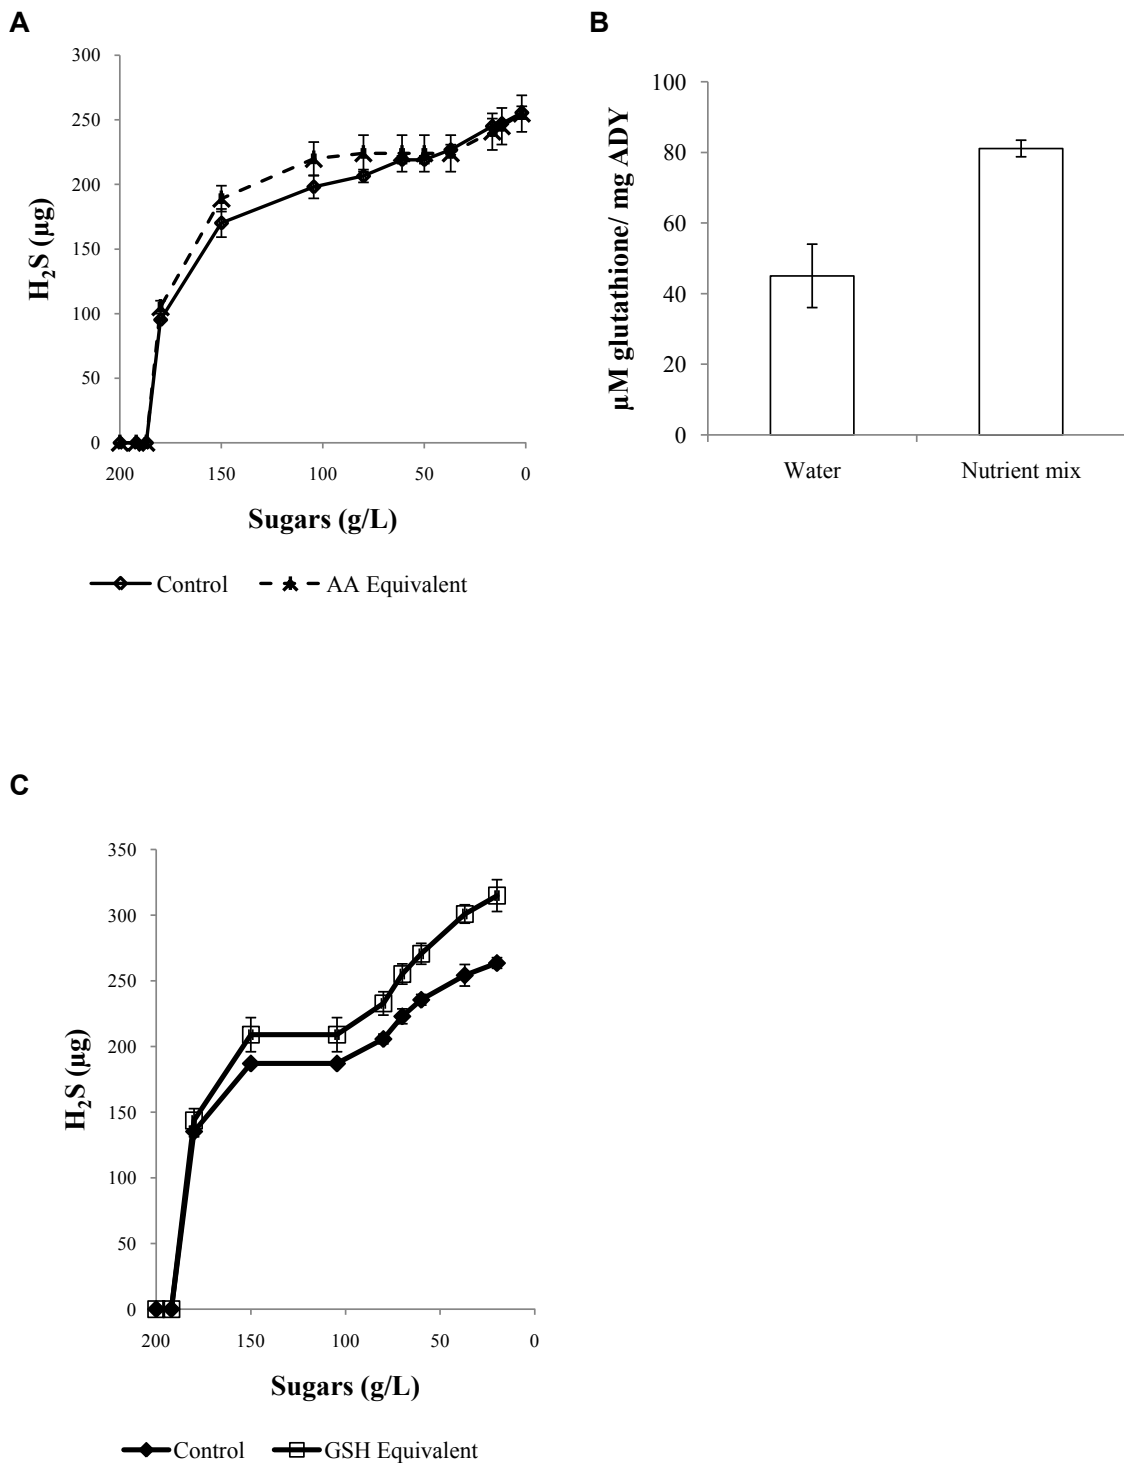 A
300
250
200
150
100
50
0
200 150 100 50 0
H2S (µg)
Sugars (g/L)
Control AA Equivalent
B
100
80
60
40
20
0
µM glutathione/ mg ADY
Water Nutrient mix
C
350
300
250
200
150
100
50
0
200 150 100 50 0
H2S (µg)
Sugars (g/L)
Control GSH Equivalent